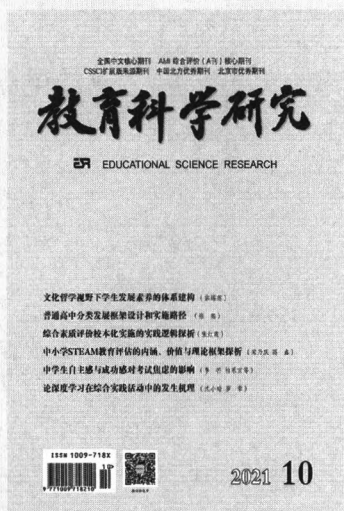 全国中文核心期刊 AMI 综合评价（A刊）核心期刊
CSSCI扩展版来源期刊 中国北方优秀期刊 北京市优秀期刊
教育科学研究
ESR EDUCATIONAL SCIENCE RESEARCH
文化哲学视野下学生发展素养的体系建构
普通高中分类发展框架设计和实施路径
综合素质评价校本化实施的实践逻辑探析
中小学STEAM教育评估的内涵、价值与理论框架探析
中学生自主感与成功感对考试焦虑的影响
论深度学习在综合实践活动中的发生机理
ISSN 1009-718X
10>
9 771009 718210
2021 10